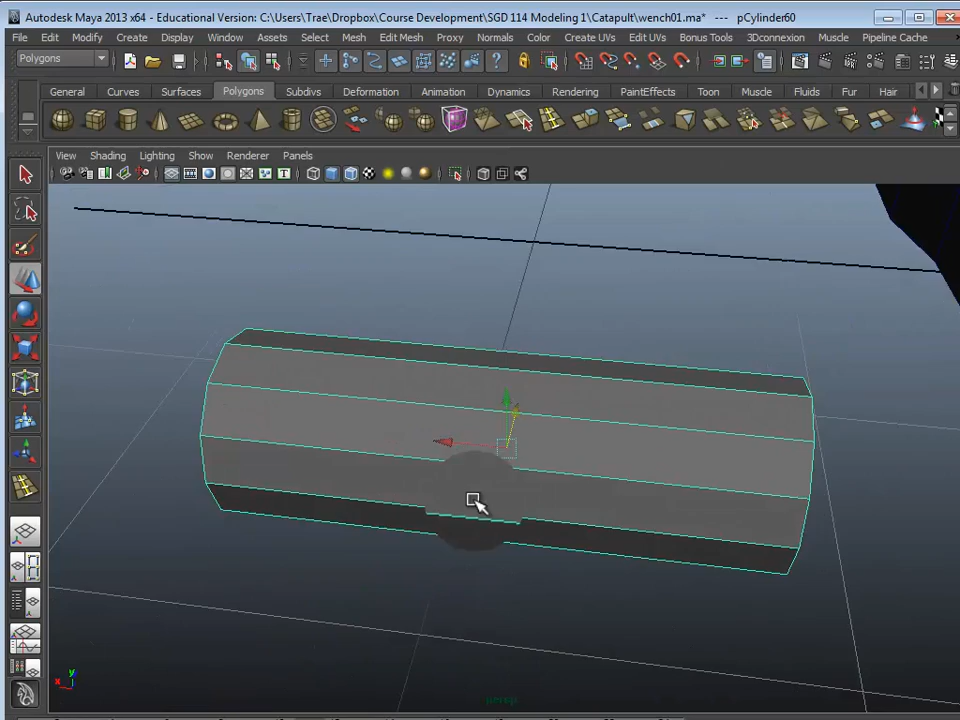 Autodesk Maya 2013 x64 - Educational Version: C:\Users\Trae\Dropbox\Course Development\SGD 114 Modeling 1\Catapult\wench01.ma* --- pCylinder60
File Edit Modify Create Display Window Assets Select Mesh Edit Mesh Proxy Normals Color Create UVs Edit UVs Bonus Tools 3Dconnexion Muscle Pipeline Cache
Polygons
General Curves Surfaces Polygons Subdivs Deformation Animation Dynamics Rendering PaintEffects Toon Muscle Fluids Fur Hair
View Shading Lighting Show Renderer Panels
y
x
persp